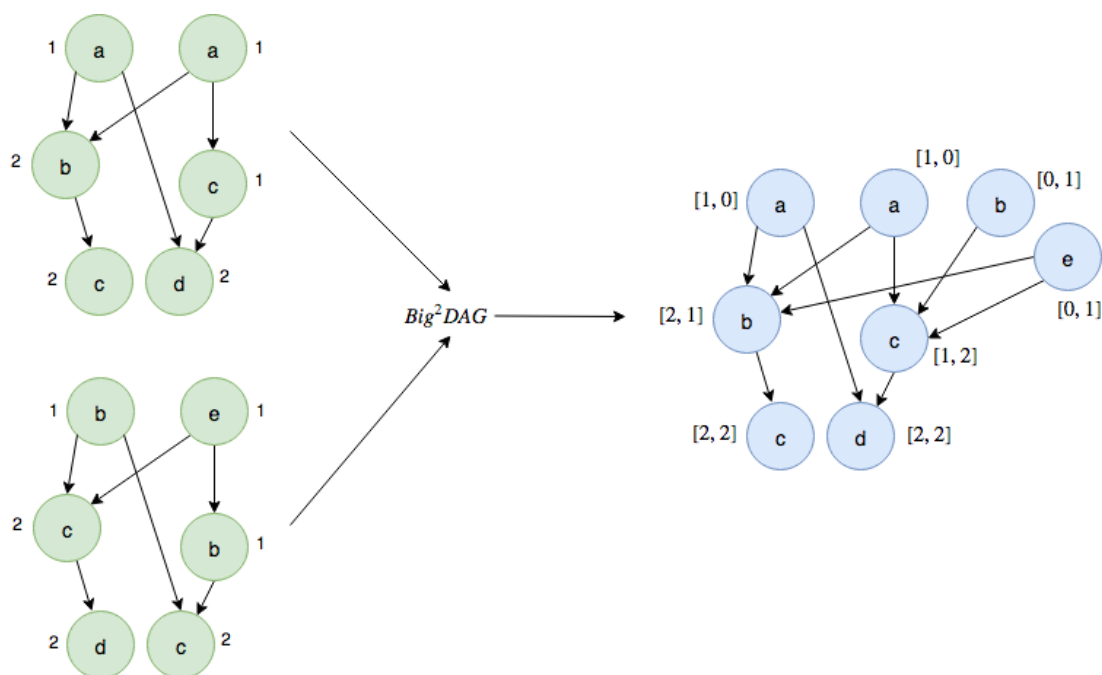 1 a a 1
2 b c 1
2 c d 2
1 b e 1
2 c b 1
2 d c 2
Big²DAG
[1, 0] a a [1, 0] b [0, 1]
e [0, 1]
[2, 1] b c [1, 2]
[2, 2] c d [2, 2]